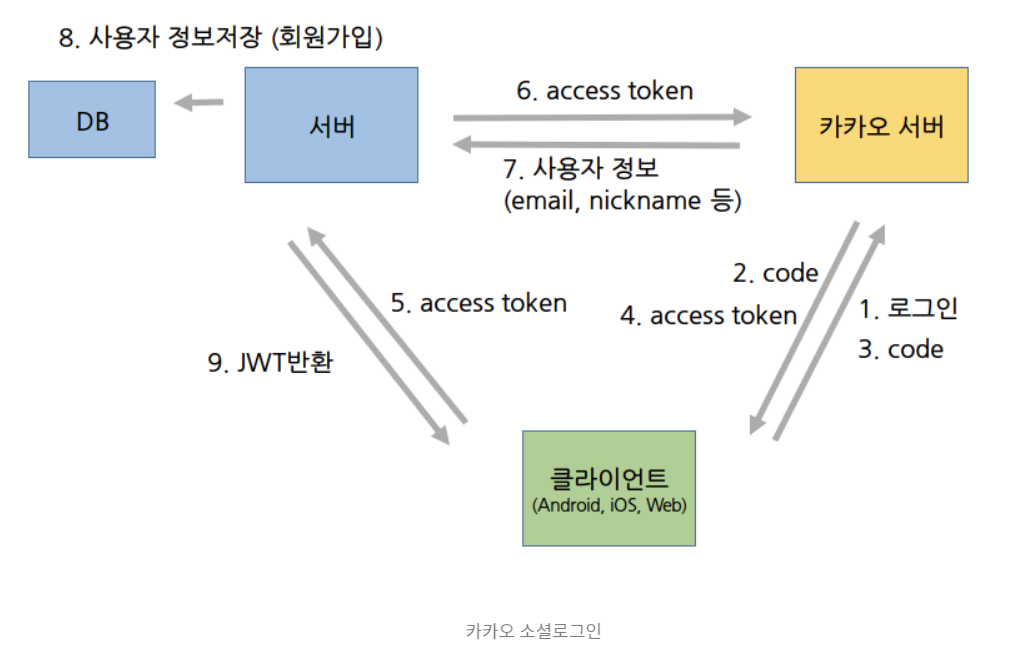 8. 사용자 정보저장 (회원가입)
DB
서버
6. access token
카카오 서버
7. 사용자 정보
(email, nickname 등)
2. code
5. access token
4. access token
1. 로그인
9. JWT반환
3. code
클라이언트
(Android, iOS, Web)
카카오 소셜로그인